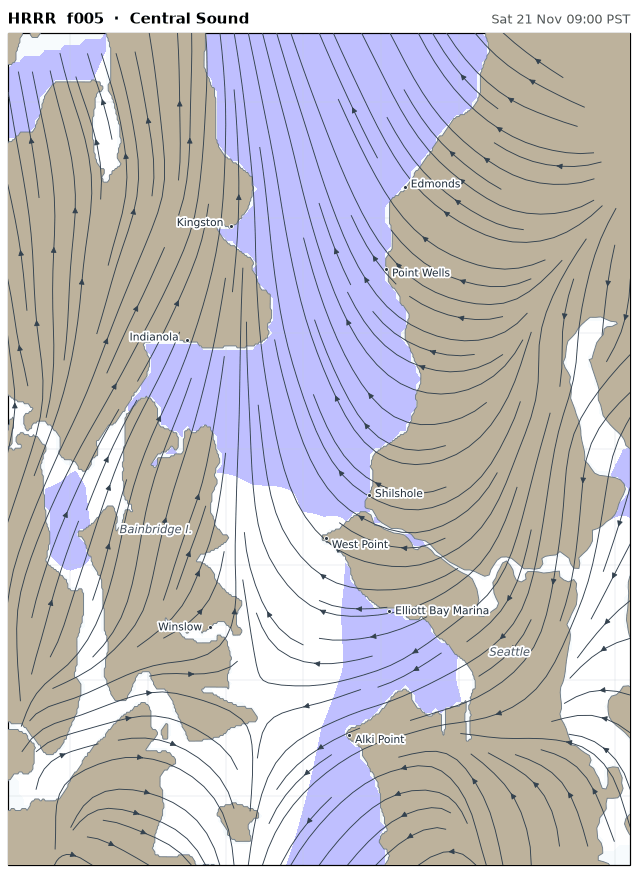 HRRR f005 · Central Sound
Sat 21 Nov 09:00 PST
Edmonds
Kingston
Point Wells
Indianola
Shilshole
Bainbridge I.
West Point
Elliott Bay Marina
Winslow
Seattle
Alki Point